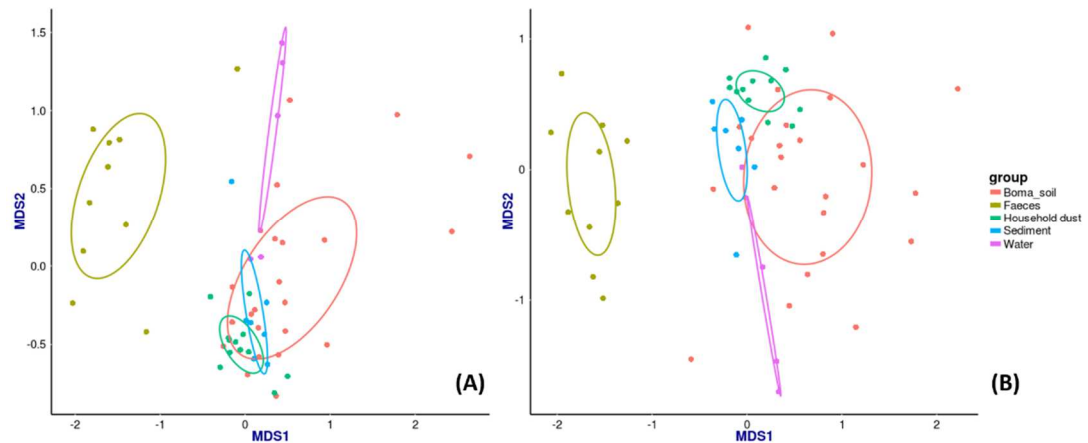 1.5
1.0
0.5
0.0
-0.5
MDS2
-2
-1
0
1
2
MDS1
(A)
1
0
-1
MDS2
-2
-1
0
1
2
MDS1
(B)
group
Boma_soil
Faeces
Household dust
Sediment
Water